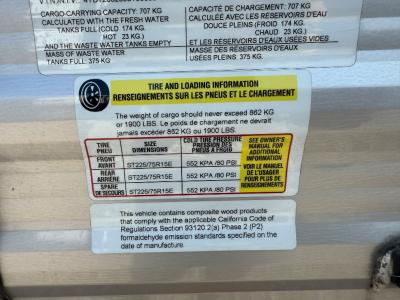 CARGO CARRYING CAPACITY: 707 KG
CALCULATED WITH THE FRESH WATER
TANKS FULL (COLD 174 KG
HOT 23 KG.)
AND THE WASTE WATER TANKS EMPTY
MASS OF WATER IN FRESH WATER
TANKS FULL: 375 KG.
CAPACITÉ DE CHARGEMENT: 707 KG
CALCULÉE AVEC LES RÉSERVOIRS D'EAU
DOUCE PLEINS (FROID 174 KG.
CHAUD 23 KG.)
ET LES RÉSERVOIRS D'EAUX USÉES VIDES
MASSE DES RÉSERVOIRS D'EAUX
USÉES PLEINS: 375 KG.
TIRE AND LOADING INFORMATION
RENSEIGNEMENTS SUR LES PNEUS ET LE CHARGEMENT
The weight of cargo should never exceed 862 KG
or 1900 LBS. Le poids de chargement ne devrait
jamais exceder 862 KG ou 1900 LBS.
TIRE
PNEU
SIZE
DIMENSION
COLD TIRE PRESSURE
PRESSION DES
PNEUS A FROID
FRONT
AVANT
ST225/75R15E
552 KPA /80 PSI
REAR
ARRIÈRE
ST225/75R15E
552 KPA /80 PSI
SPARE
DE SECOURS
ST225/75R15E
552 KPA /80 PSI
SEE OWNER'S
MANUAL FOR
ADDITIONAL
INFORMATION
VOIR LE MANUEL
DE L'USAGER
POUR PLUS DE
RENSEIGNEMENTS
This vehicle contains composite wood products
that comply with the applicable California Code of
Regulations Section 93120.2(a) Phase 2 (P2)
formaldehyde emission standards specified on the
date of manufacture.